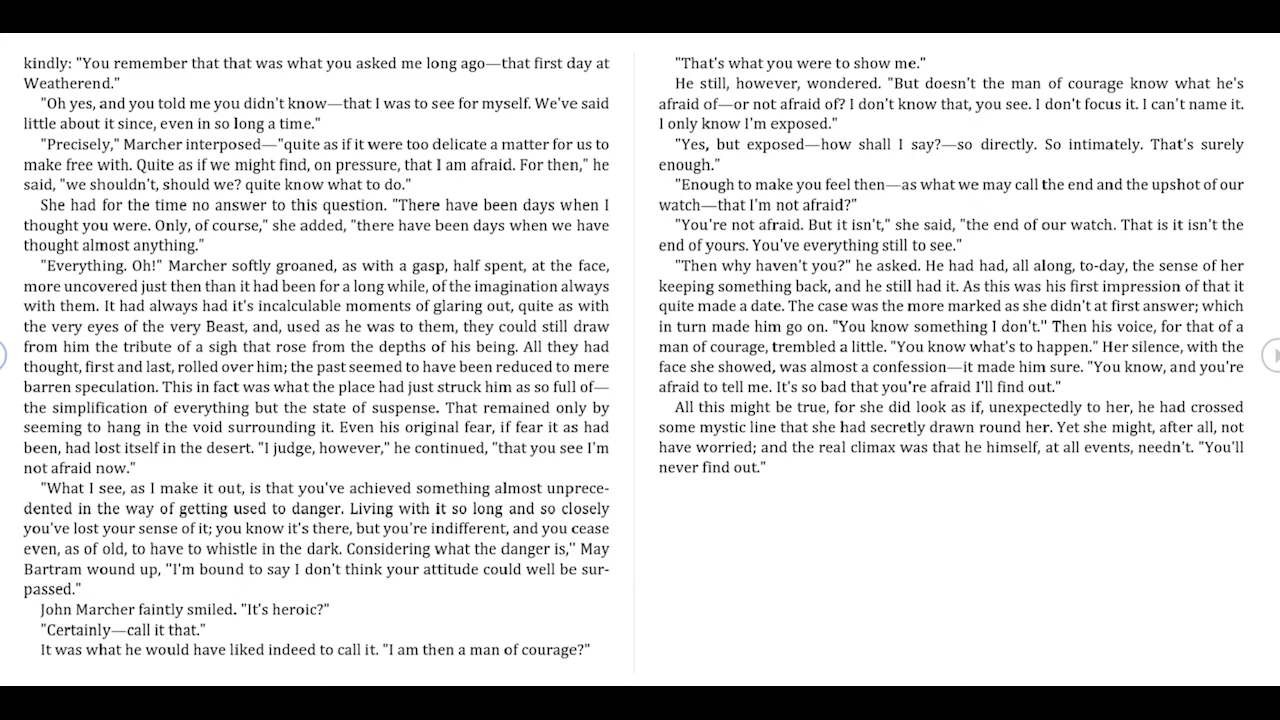 kindly: "You remember that that was what you asked me long ago—that first day at
Weatherend."
"Oh yes, and you told me you didn't know—that I was to see for myself. We've said
little about it since, even in so long a time."
"Precisely," Marcher interposed—"quite as if it were too delicate a matter for us to
make free with. Quite as if we might find, on pressure, that I am afraid. For then," he
said, "we shouldn't, should we? quite know what to do."
She had for the time no answer to this question. "There have been days when I
thought you were. Only, of course," she added, "there have been days when we have
thought almost anything."
"Everything. Oh!" Marcher softly groaned, as with a gasp, half spent, at the face,
more uncovered just then than it had been for a long while, of the imagination always
with them. It had always had it's incalculable moments of glaring out, quite as with
the very eyes of the very Beast, and, used as he was to them, they could still draw
from him the tribute of a sigh that rose from the depths of his being. All they had
thought, first and last, rolled over him; the past seemed to have been reduced to mere
barren speculation. This in fact was what the place had just struck him as so full of—
the simplification of everything but the state of suspense. That remained only by
seeming to hang in the void surrounding it. Even his original fear, if fear it as had
been, had lost itself in the desert. "I judge, however," he continued, "that you see I'm
not afraid now."
"What I see, as I make it out, is that you've achieved something almost unprece-
dented in the way of getting used to danger. Living with it so long and so closely
you've lost your sense of it; you know it's there, but you're indifferent, and you cease
even, as of old, to have to whistle in the dark. Considering what the danger is," May
Bartram wound up, "I'm bound to say I don't think your attitude could well be sur-
passed."
John Marcher faintly smiled. "It's heroic?"
"Certainly—call it that."
It was what he would have liked indeed to call it. "I am then a man of courage?"
"That's what you were to show me."
He still, however, wondered. "But doesn't the man of courage know what he's
afraid of—or not afraid of? I don't know that, you see. I don't focus it. I can't name it.
I only know I'm exposed."
"Yes, but exposed—how shall I say?—so directly. So intimately. That's surely
enough."
"Enough to make you feel then—as what we may call the end and the upshot of our
watch—that I'm not afraid?"
"You're not afraid. But it isn't," she said, "the end of our watch. That is it isn't the
end of yours. You've everything still to see."
"Then why haven't you?" he asked. He had had, all along, to-day, the sense of her
keeping something back, and he still had it. As this was his first impression of that it
quite made a date. The case was the more marked as she didn't at first answer; which
in turn made him go on. "You know something I don't." Then his voice, for that of a
man of courage, trembled a little. "You know what's to happen." Her silence, with the
face she showed, was almost a confession—it made him sure. "You know, and you're
afraid to tell me. It's so bad that you're afraid I'll find out."
All this might be true, for she did look as if, unexpectedly to her, he had crossed
some mystic line that she had secretly drawn round her. Yet she might, after all, not
have worried; and the real climax was that he himself, at all events, needn't. "You'll
never find out."